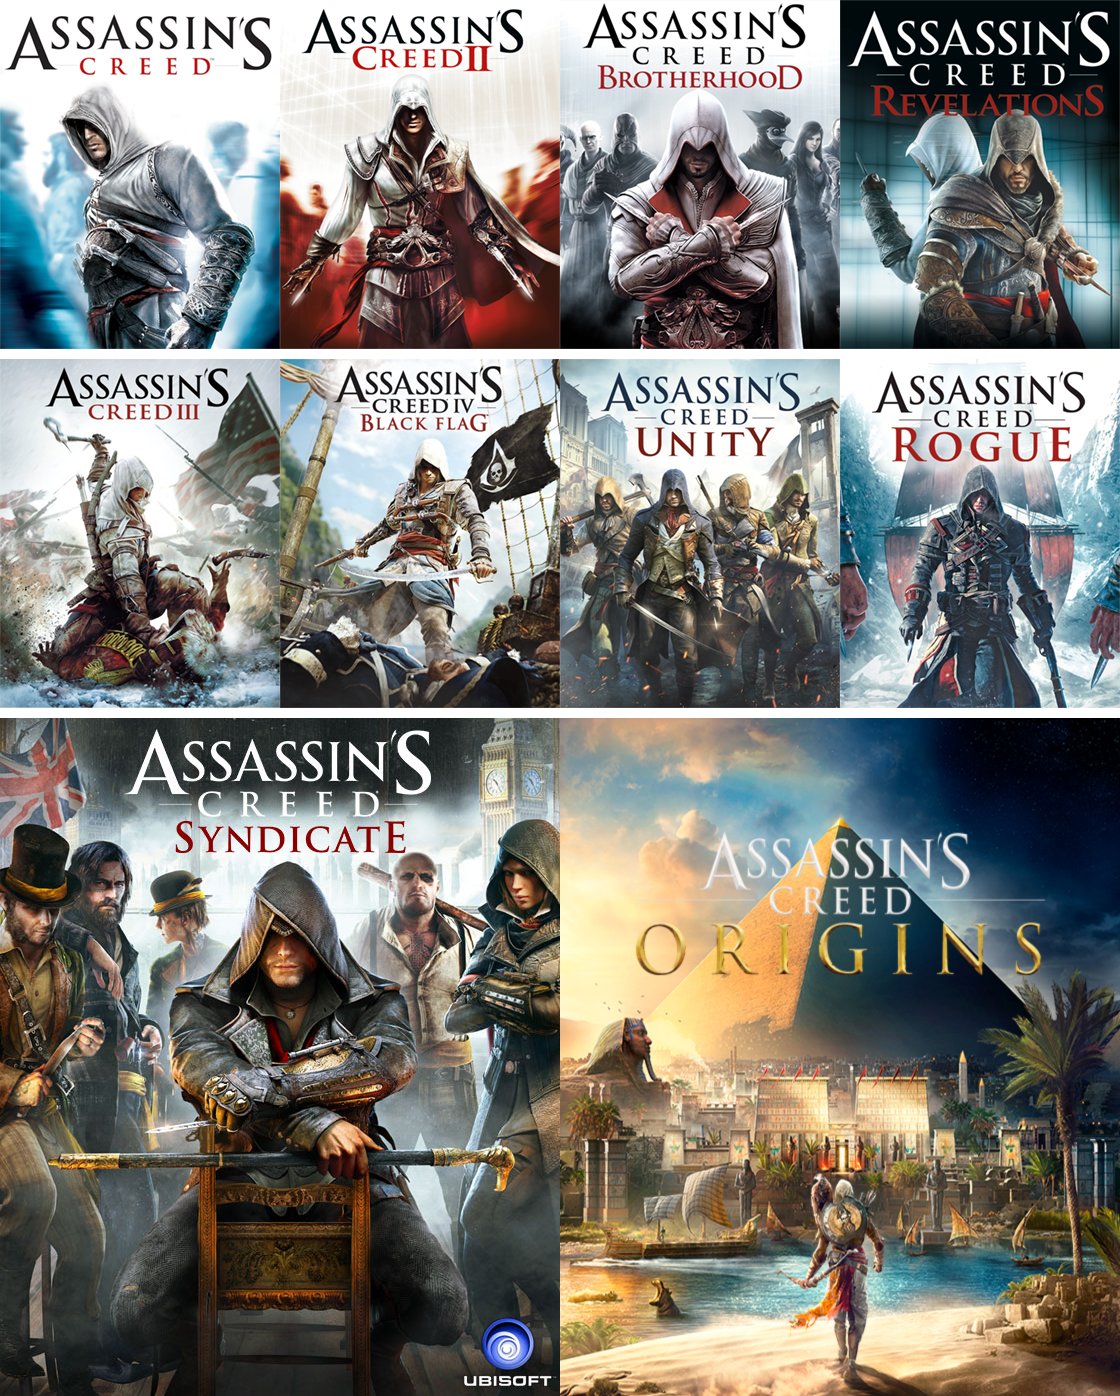 ASSASSIN'S
CREED
ASSASSIN'S
CREED II
ASSASSIN'S
CREED
BROTHERHOOD
ASSASSIN'S
CREED
REVELATIONS
ASSASSIN'S
CREED III
ASSASSIN'S
CREED IV
BLACK FLAG
ASSASSIN'S
CREED
UNITY
ASSASSIN'S
CREED
ROGUE
ASSASSIN'S
CREED
SYNDICATE
UBISOFT
ASSASSIN'S
CREED
ORIGINS